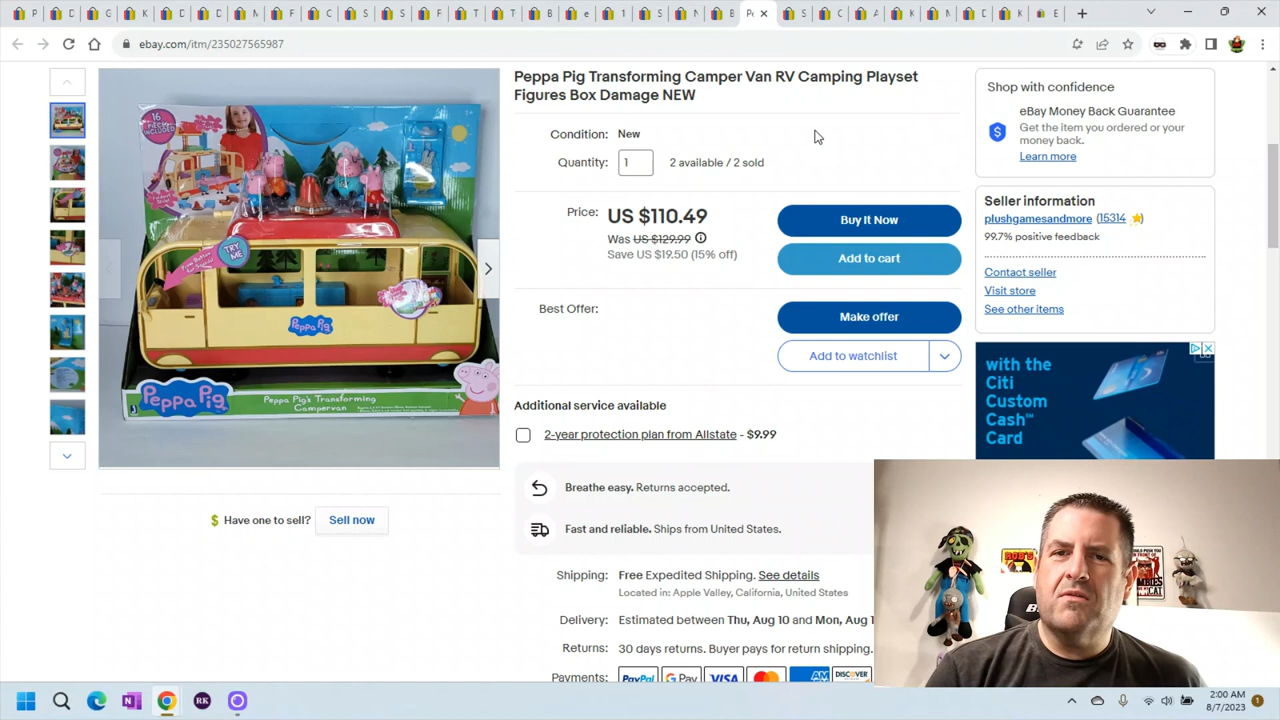 ebay.com/itm/235027565987
Peppa Pig Transforming Camper Van RV Camping Playset
Figures Box Damage NEW
Condition: New
Quantity: 1 2 available / 2 sold
Price: US $110.49
Was US $129.99
Save US $19.50 (15% off)
Buy It Now
Add to cart
Best Offer:
Make offer
Add to watchlist
Additional service available
2-year protection plan from Allstate - $9.99
Breathe easy. Returns accepted.
Fast and reliable. Ships from United States.
Shipping: Free Expedited Shipping. See details
Located in: Apple Valley, California, United States
Delivery: Estimated between Thu, Aug 10 and Mon, Aug 1
Returns: 30 days returns. Buyer pays for return shipping.
Payments: PayPal G Pay VISA AM DISCOVER
Shop with confidence
eBay Money Back Guarantee
Get the item you ordered or your
money back.
Learn more
Seller information
plushgamesandmore (15314)
99.7% positive feedback
Contact seller
Visit store
See other items
with the
Citi
Custom
Cash™
Card
16
PIECES
INCLUDED
TRY
ME
Peppa Pig
Peppa Pig
Peppa Pig's Transforming
Campervan
Have one to sell? Sell now
ROB'S
2:00 AM
8/7/2023